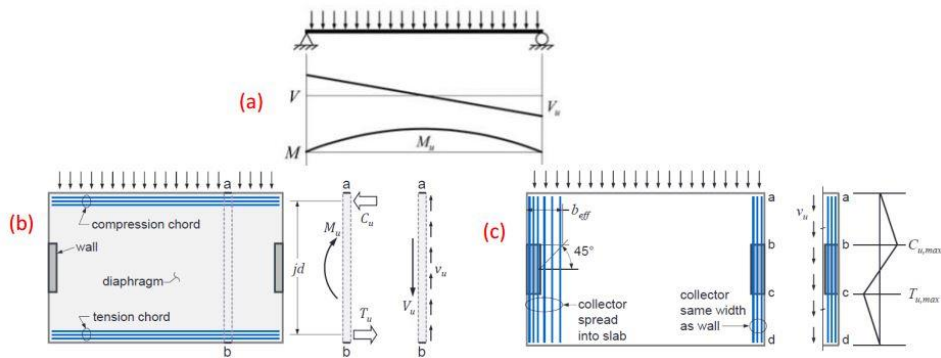 (a)
V
V_u
M
M_u
(b)
a
compression chord
wall
diaphragm
tension chord
b
jd
a
C_u
M_u
T_u
b
a
V_u
v_u
b
(c)
b_eff
45°
collector
spread
into slab
collector
same width
as wall
a
b
c
d
v_u
a
b
c
d
C_u,max
T_u,max